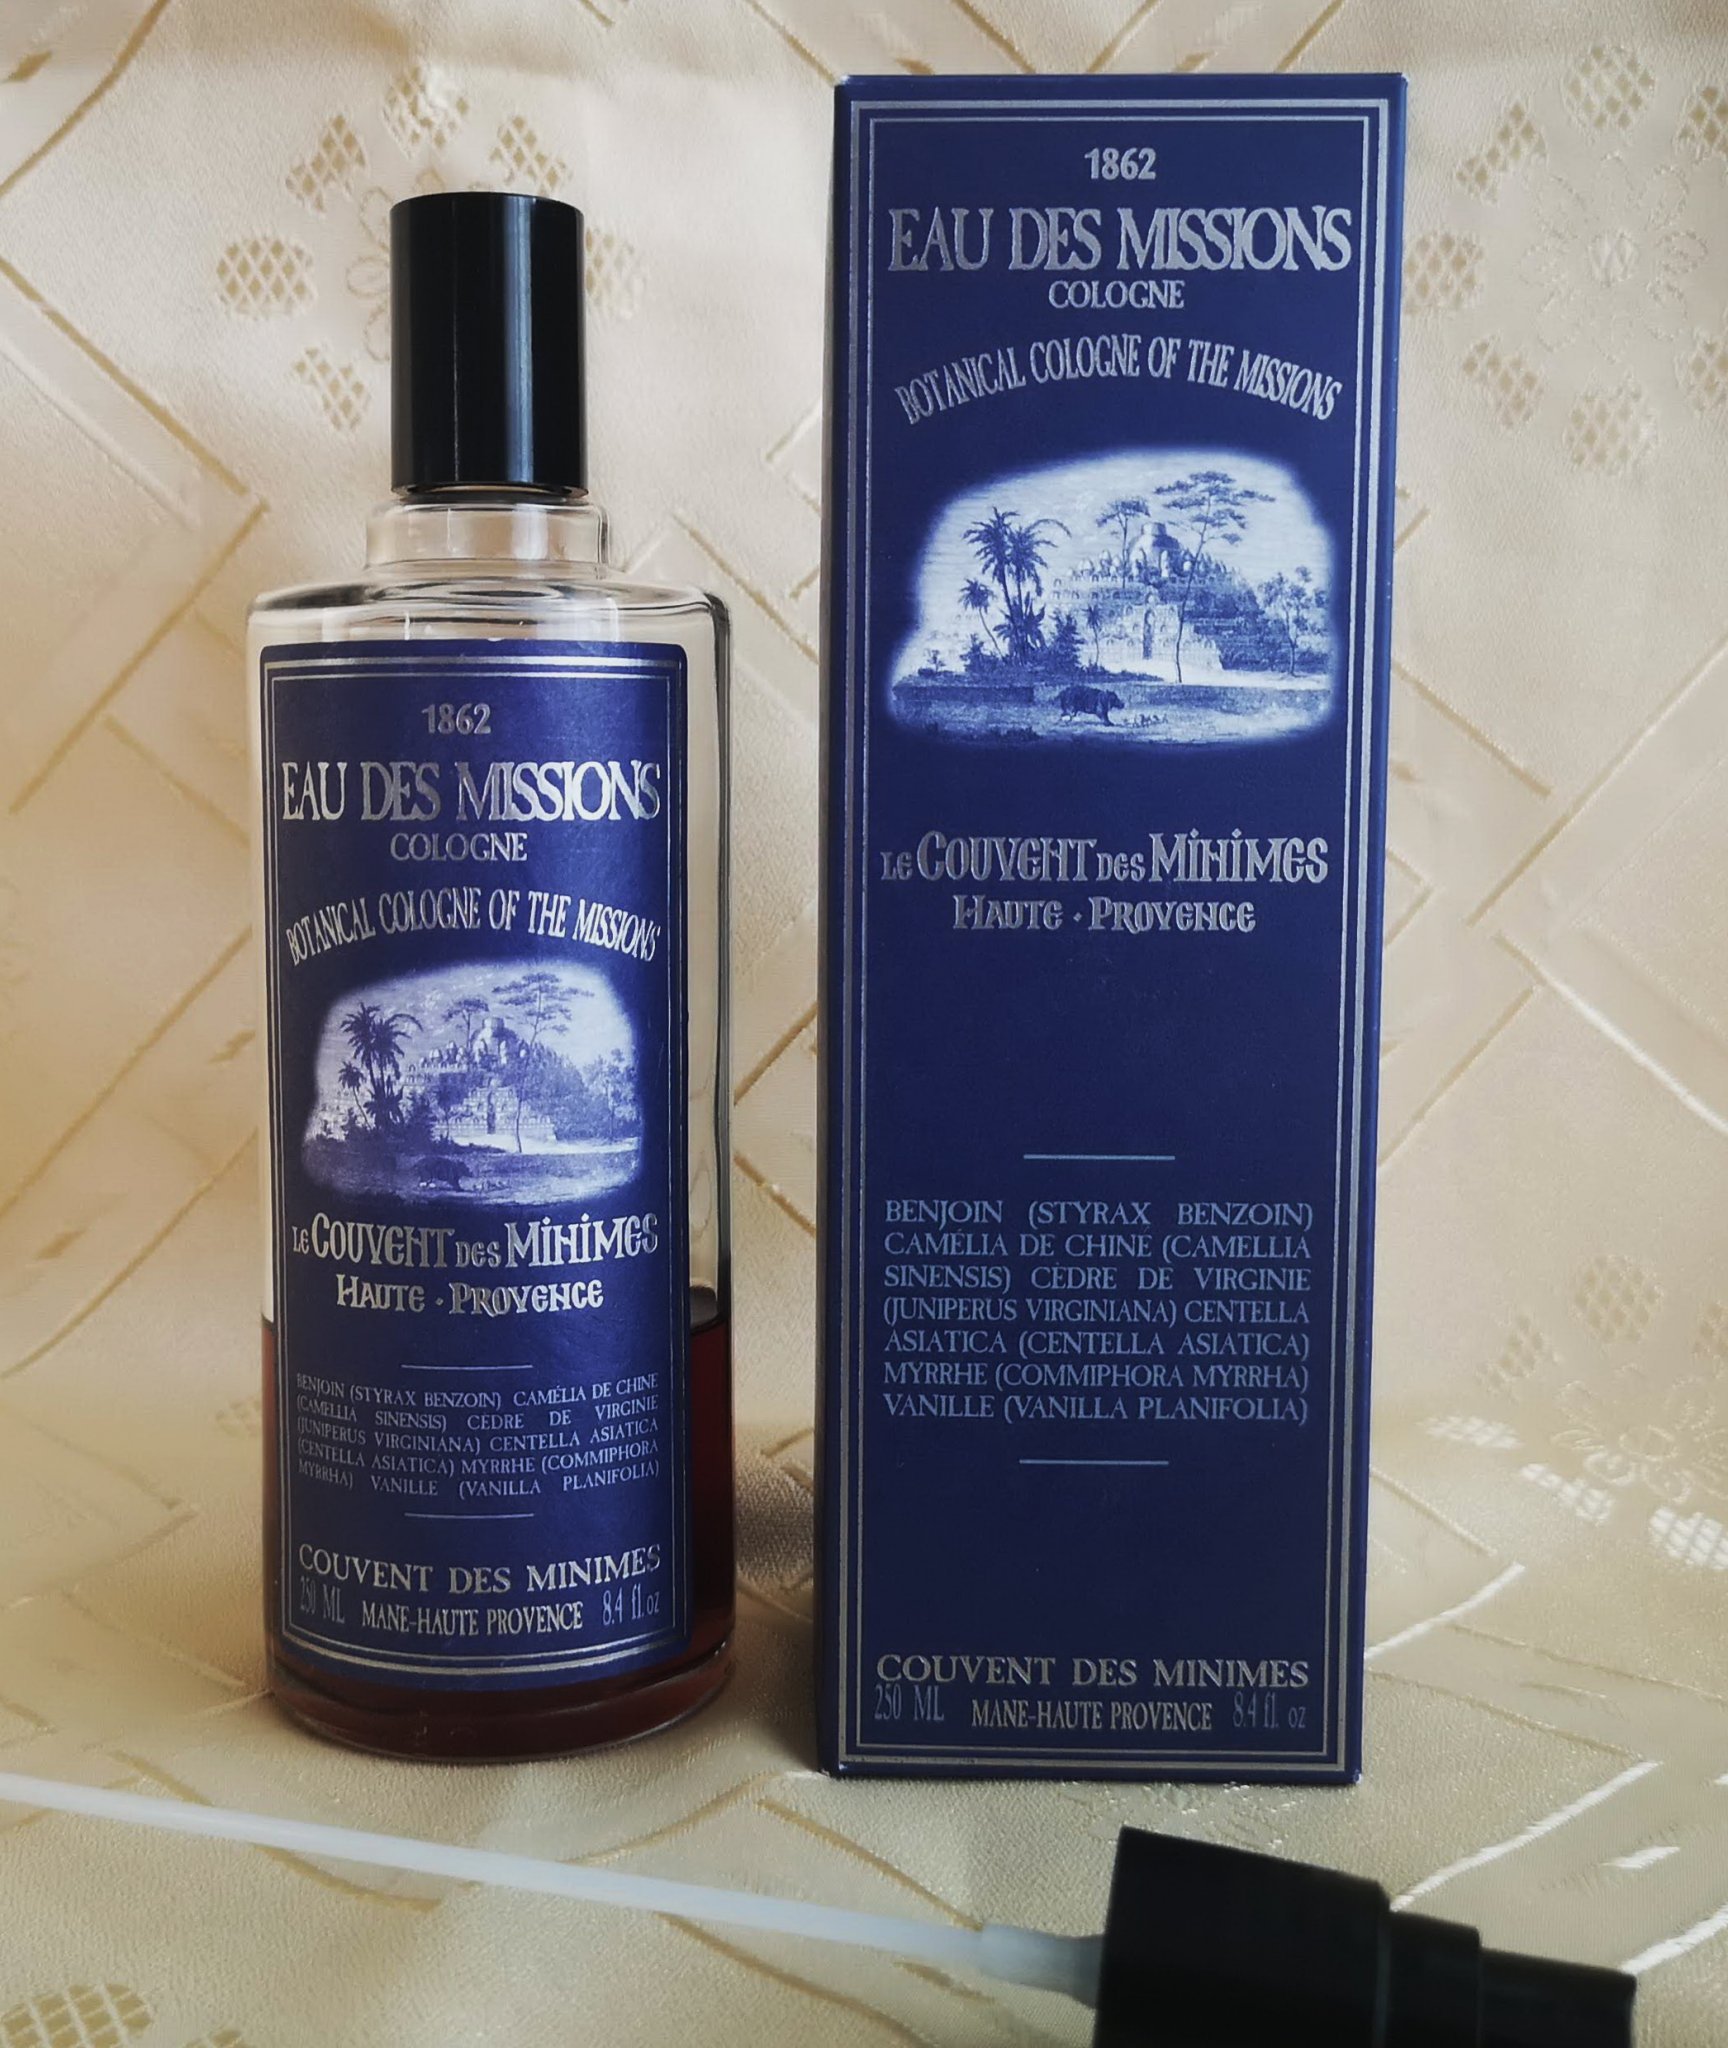 1862
EAU DES MISSIONS
COLOGNE
BOTANICAL COLOGNE OF THE MISSIONS
LE COUVENT DES MINIMES
HAUTE · PROVENCE
BENJOIN (STYRAX BENZOIN) CAMÉLIA DE CHINE
(CAMELLIA SINENSIS) CÈDRE DE VIRGINIE
(JUNIPERUS VIRGINIANA) CENTELLA ASIATICA
(CENTELLA ASIATICA) MYRRHE (COMMIPHORA
MYRRHA) VANILLE (VANILLA PLANIFOLIA)
COUVENT DES MINIMES
250 ML MANE-HAUTE PROVENCE 8.4 fl. oz
1862
EAU DES MISSIONS
COLOGNE
BOTANICAL COLOGNE OF THE MISSIONS
LE COUVENT DES MINIMES
HAUTE · PROVENCE
BENJOIN (STYRAX BENZOIN)
CAMÉLIA DE CHINE (CAMELLIA
SINENSIS) CÈDRE DE VIRGINIE
(JUNIPERUS VIRGINIANA) CENTELLA
ASIATICA (CENTELLA ASIATICA)
MYRRHE (COMMIPHORA MYRRHA)
VANILLE (VANILLA PLANIFOLIA)
COUVENT DES MINIMES
250 ML MANE-HAUTE PROVENCE 8.4 fl. oz